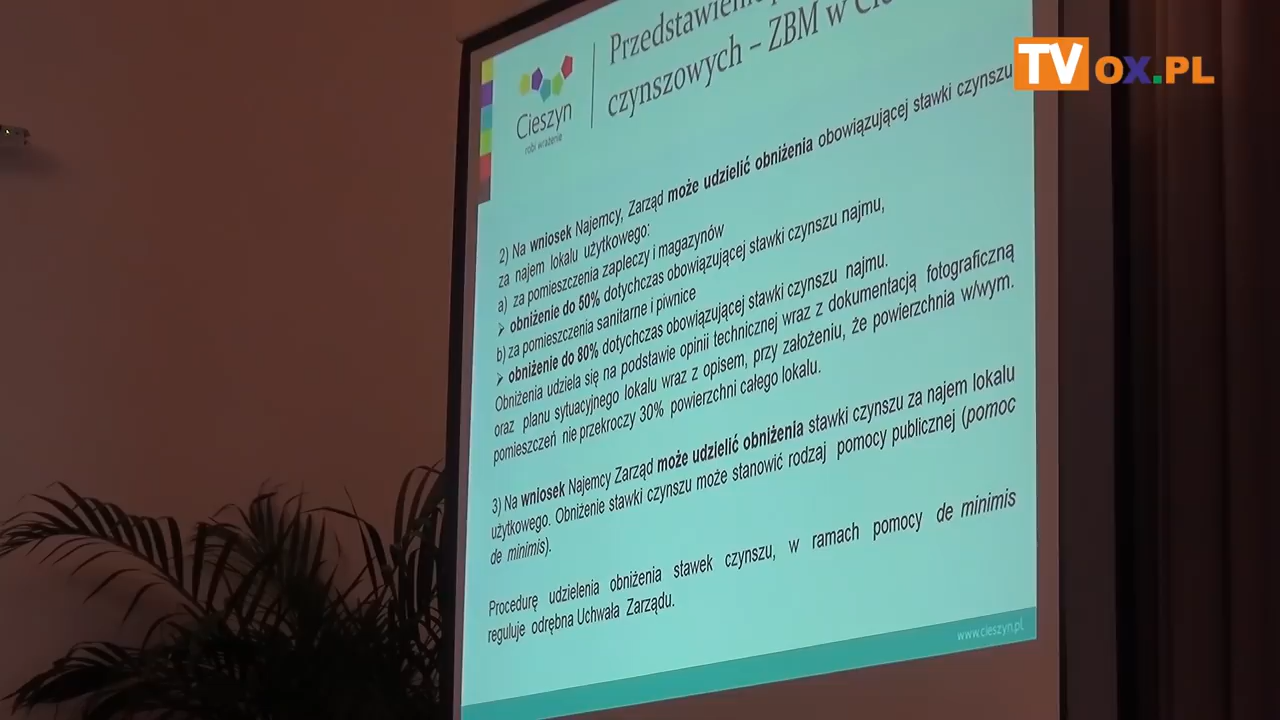 TVOX.PL
Cieszyn
robi wrażenie
czynszowych – ZBM w
2) Na wniosek Najemcy, Zarząd może udzielić obniżenia obowiązującej stawki czynszu
za najem lokalu użytkowego:
a) za pomieszczenia zapleczy i magazynów
➢ obniżenie do 50% dotychczas obowiązującej stawki czynszu najmu,
b) za pomieszczenia sanitarne i piwnice
➢ obniżenie do 80% dotychczas obowiązującej stawki czynszu najmu.
Obniżenia udziela się na podstawie opinii technicznej wraz z dokumentacją fotograficzną
oraz planu sytuacyjnego lokalu wraz z opisem, przy założeniu, że powierzchnia w/wym.
pomieszczeń nie przekroczy 30% powierzchni całego lokalu.
3) Na wniosek Najemcy Zarząd może udzielić obniżenia stawki czynszu za najem lokalu
użytkowego. Obniżenie stawki czynszu może stanowić rodzaj pomocy publicznej (pomoc
de minimis).
Procedurę udzielenia obniżenia stawek czynszu, w ramach pomocy de minimis
reguluje odrębna Uchwała Zarządu.
www.cieszyn.pl